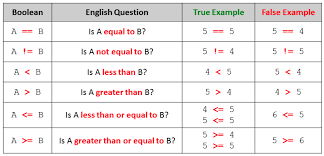 Boolean English Question True Example False Example
A == B Is A equal to B? 5 == 5 5 == 4
A != B Is A not equal to B? 5 != 4 5 != 5
A < B Is A less than B? 4 < 5 5 < 4
A > B Is A greater than B? 5 > 4 4 > 5
A <= B Is A less than or equal to B? 4 <= 5 6 <= 5
5 <= 5
A >= B Is A greater than or equal to B? 5 >= 4 5 >= 6
5 >= 5